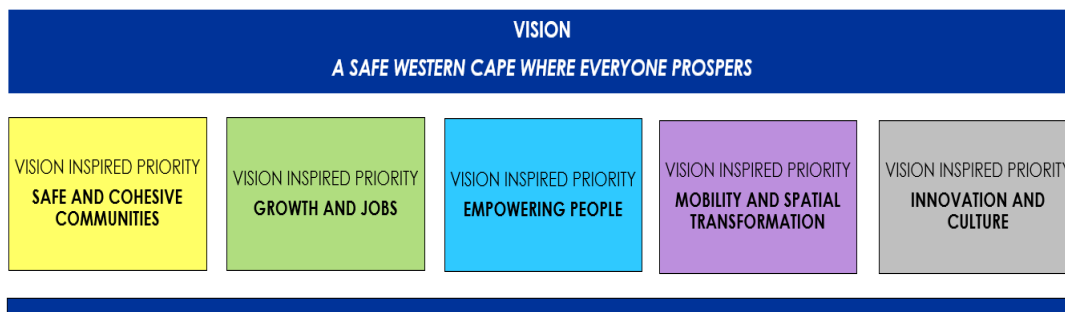 VISION
A SAFE WESTERN CAPE WHERE EVERYONE PROSPERS
VISION INSPIRED PRIORITY
SAFE AND COHESIVE
COMMUNITIES
VISION INSPIRED PRIORITY
GROWTH AND JOBS
VISION INSPIRED PRIORITY
EMPOWERING PEOPLE
VISION INSPIRED PRIORITY
MOBILITY AND SPATIAL
TRANSFORMATION
VISION INSPIRED PRIORITY
INNOVATION AND
CULTURE